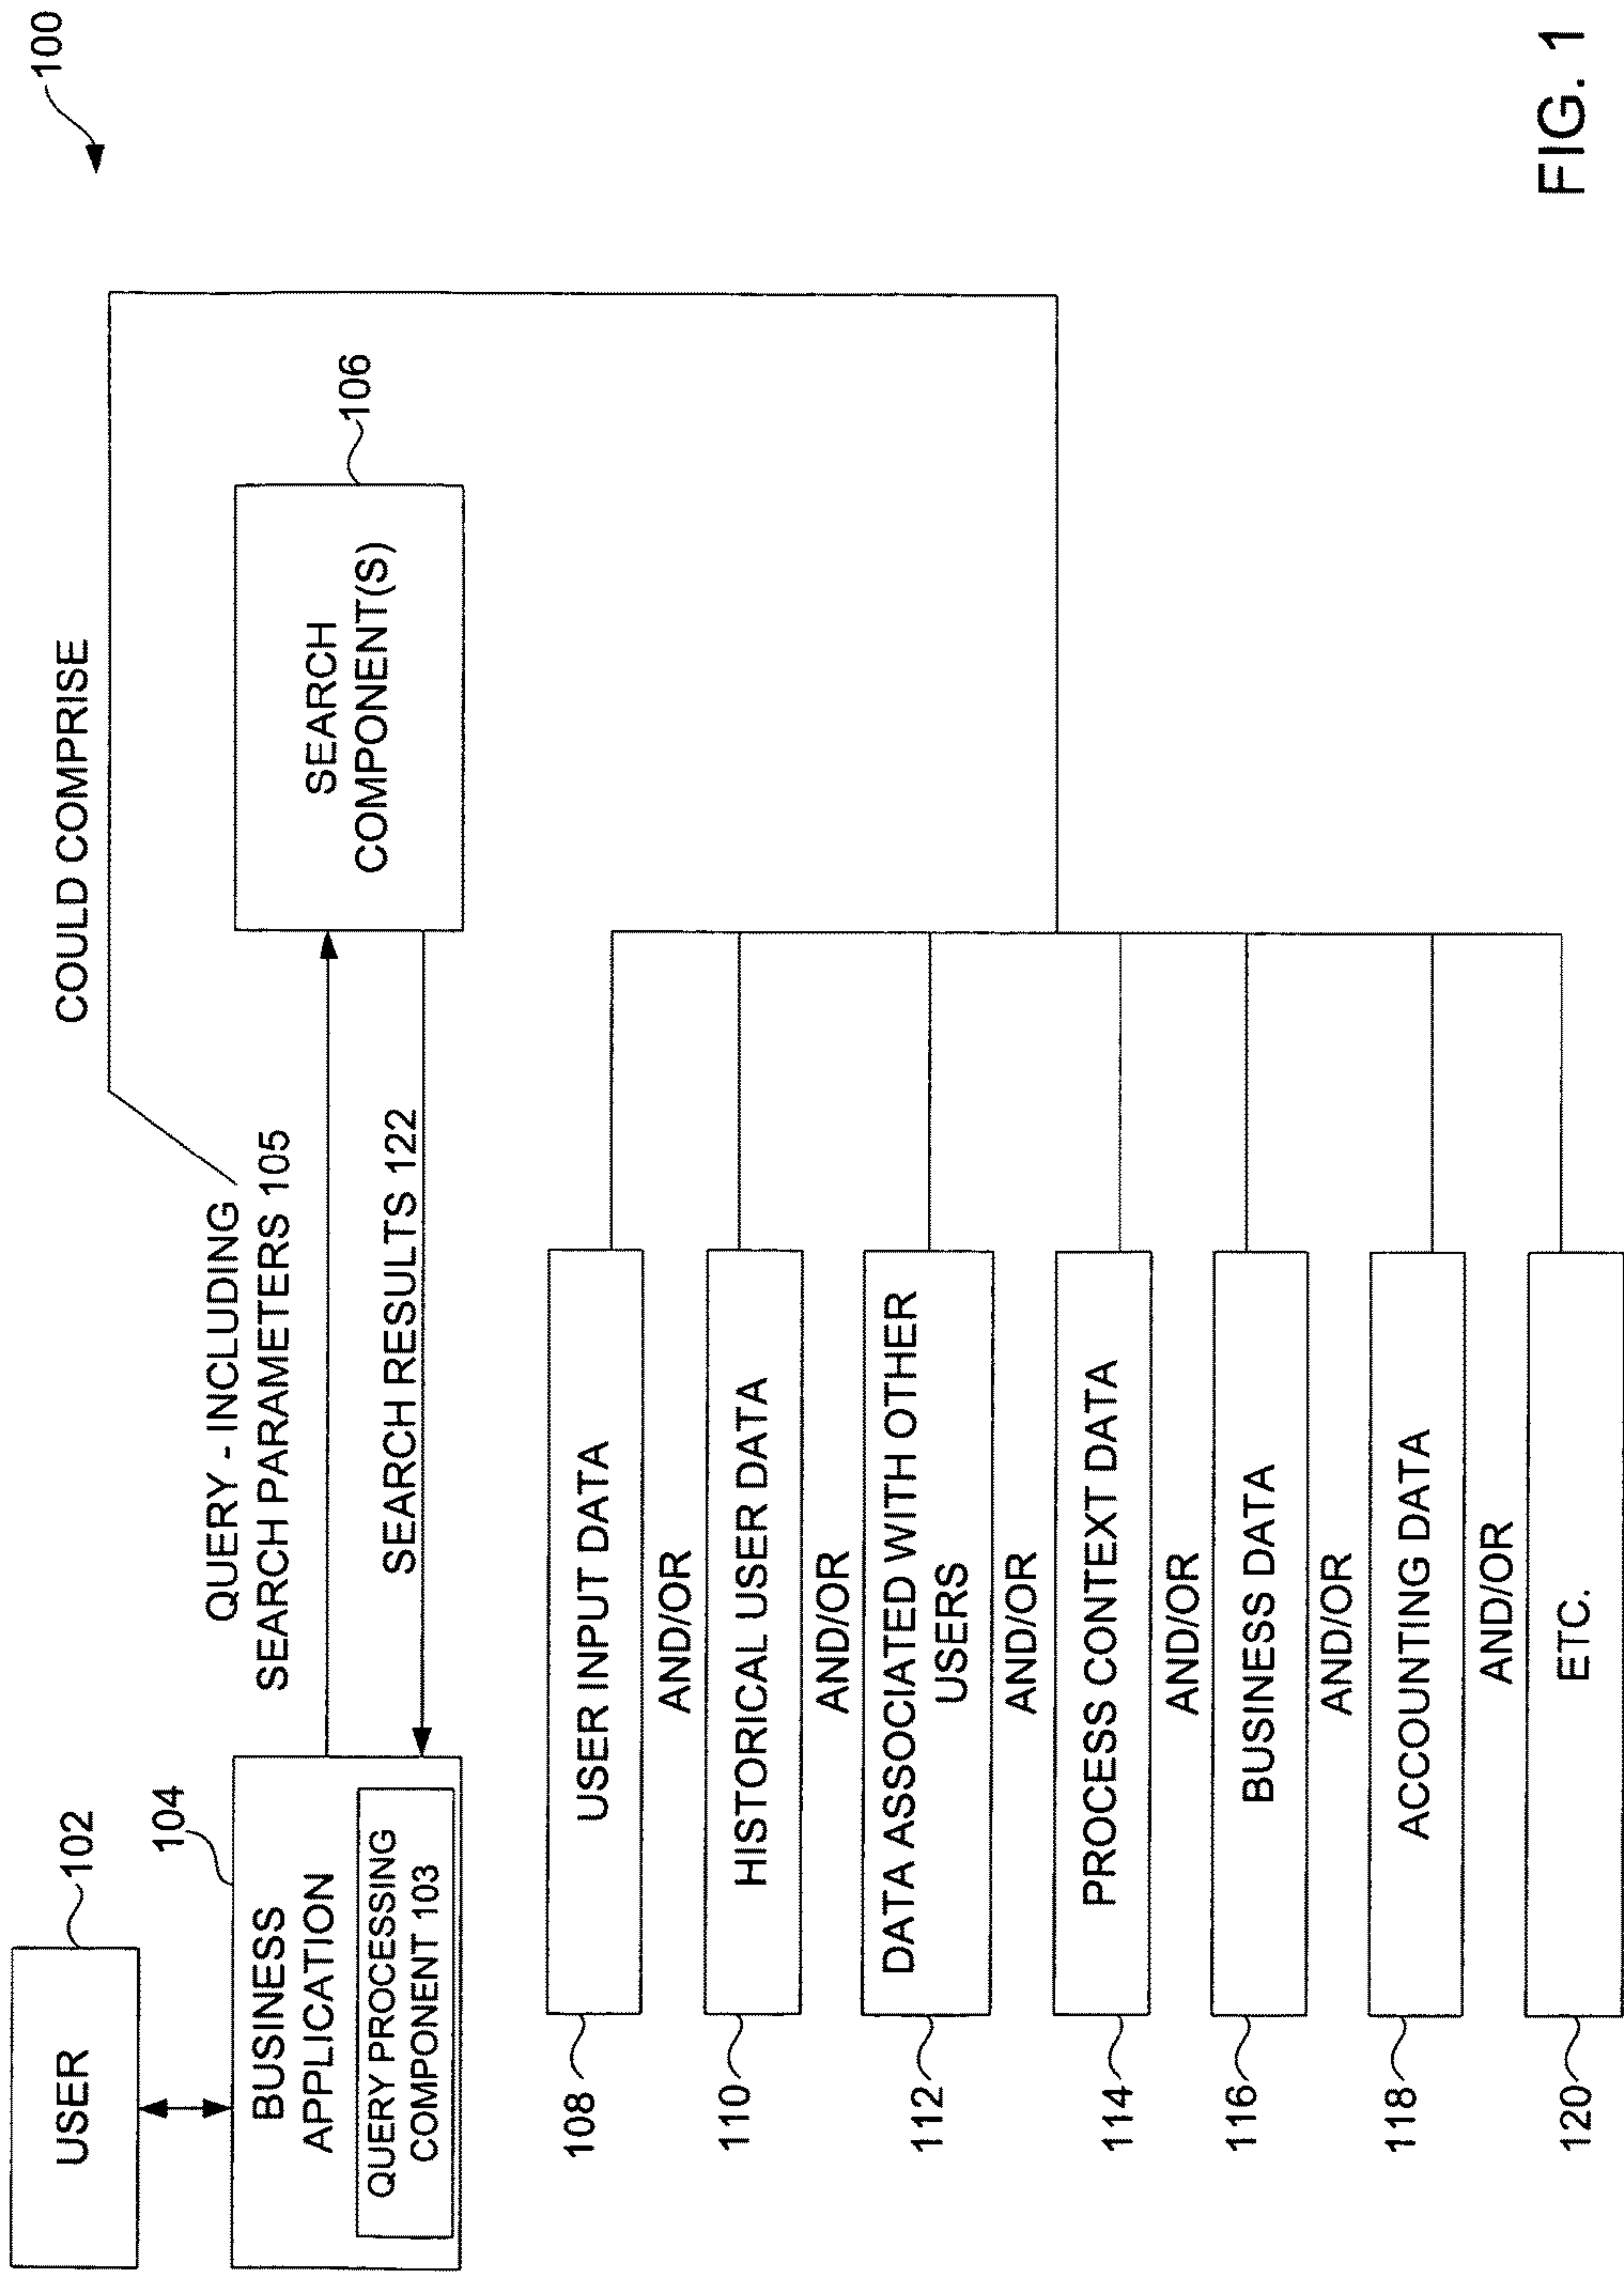 100
USER
102
104
BUSINESS
APPLICATION
QUERY PROCESSING
COMPONENT 103
QUERY - INCLUDING
SEARCH PARAMETERS 105
SEARCH RESULTS 122
COULD COMPRISE
SEARCH
COMPONENT(S)
106
108
USER INPUT DATA
AND/OR
110
HISTORICAL USER DATA
AND/OR
112
DATA ASSOCIATED WITH OTHER
USERS
AND/OR
114
PROCESS CONTEXT DATA
AND/OR
116
BUSINESS DATA
AND/OR
118
ACCOUNTING DATA
AND/OR
120
ETC.
FIG. 1